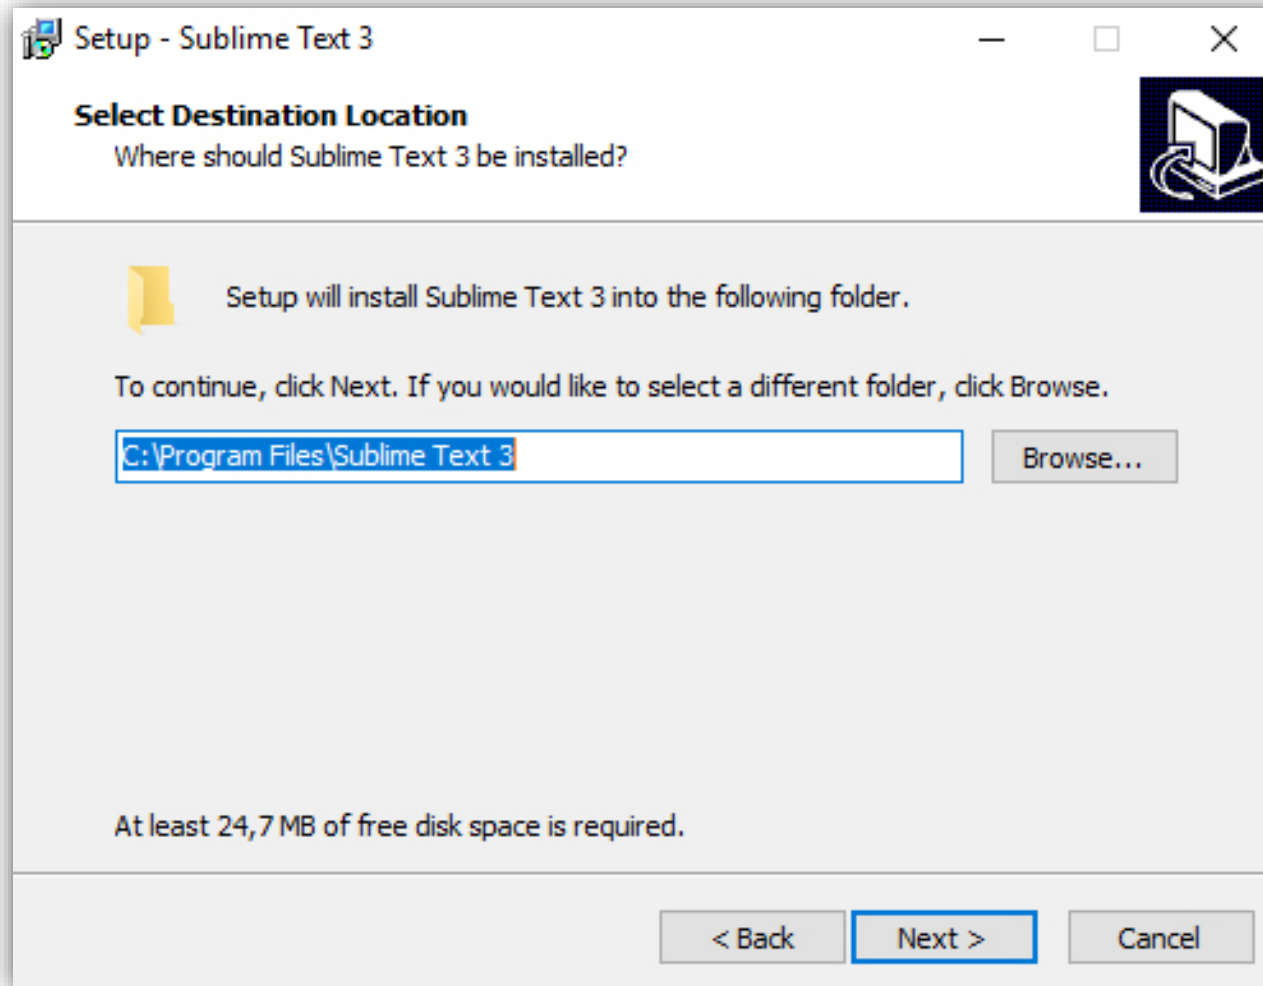 Setup - Sublime Text 3
Select Destination Location
Where should Sublime Text 3 be installed?
Setup will install Sublime Text 3 into the following folder.
To continue, click Next. If you would like to select a different folder, click Browse.
C:\Program Files\Sublime Text 3
Browse...
At least 24,7 MB of free disk space is required.
< Back
Next >
Cancel